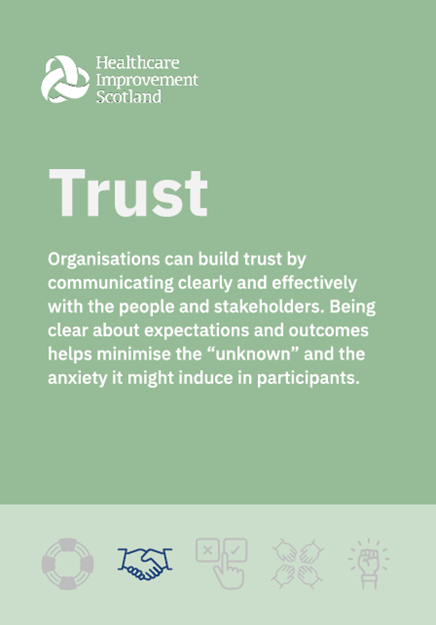 Healthcare
Improvement
Scotland
Trust
Organisations can build trust by
communicating clearly and effectively
with the people and stakeholders. Being
clear about expectations and outcomes
helps minimise the “unknown” and the
anxiety it might induce in participants.